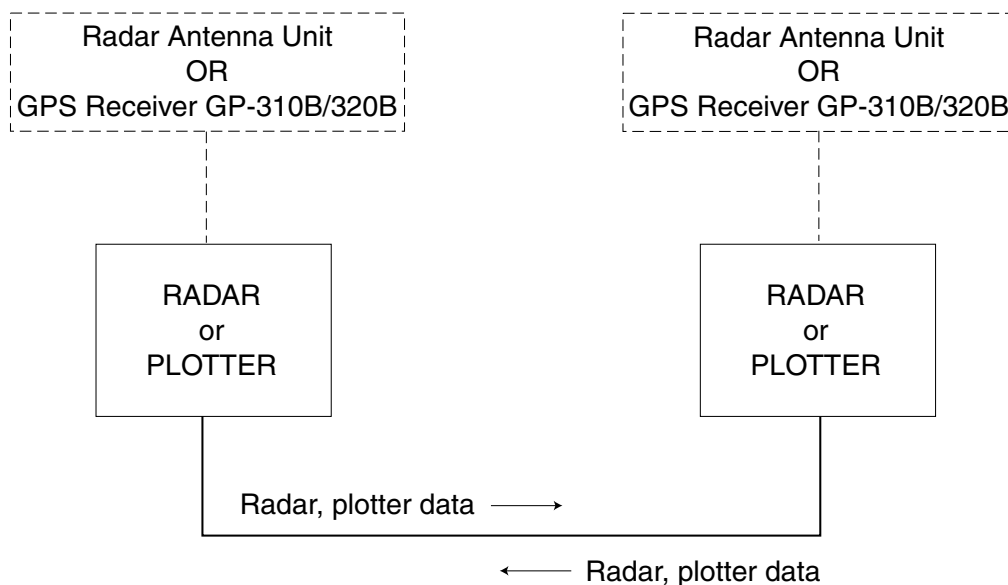 Radar Antenna Unit
OR
GPS Receiver GP-310B/320B
Radar Antenna Unit
OR
GPS Receiver GP-310B/320B
RADAR
or
PLOTTER
RADAR
or
PLOTTER
Radar, plotter data
Radar, plotter data